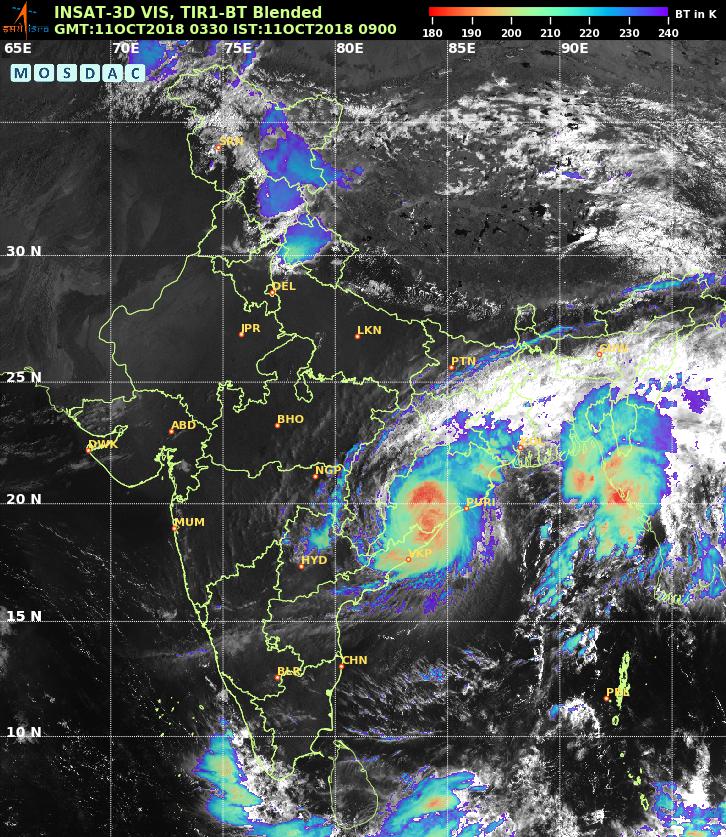 INSAT-3D VIS, TIR1-BT Blended
GMT:11OCT2018 0330 IST:11OCT2018 0900
BT in K
180 190 200 210 220 230 240
65E 70E 75E 80E 85E 90E
MOSDAC
SRN
30 N
DEL
JPR LKN
PTN
25 N
ABD BHO
DWK
NGP
20 N
PURI
MUM
VKP
HYD
15 N
CHN
BLR
PBL
10 N